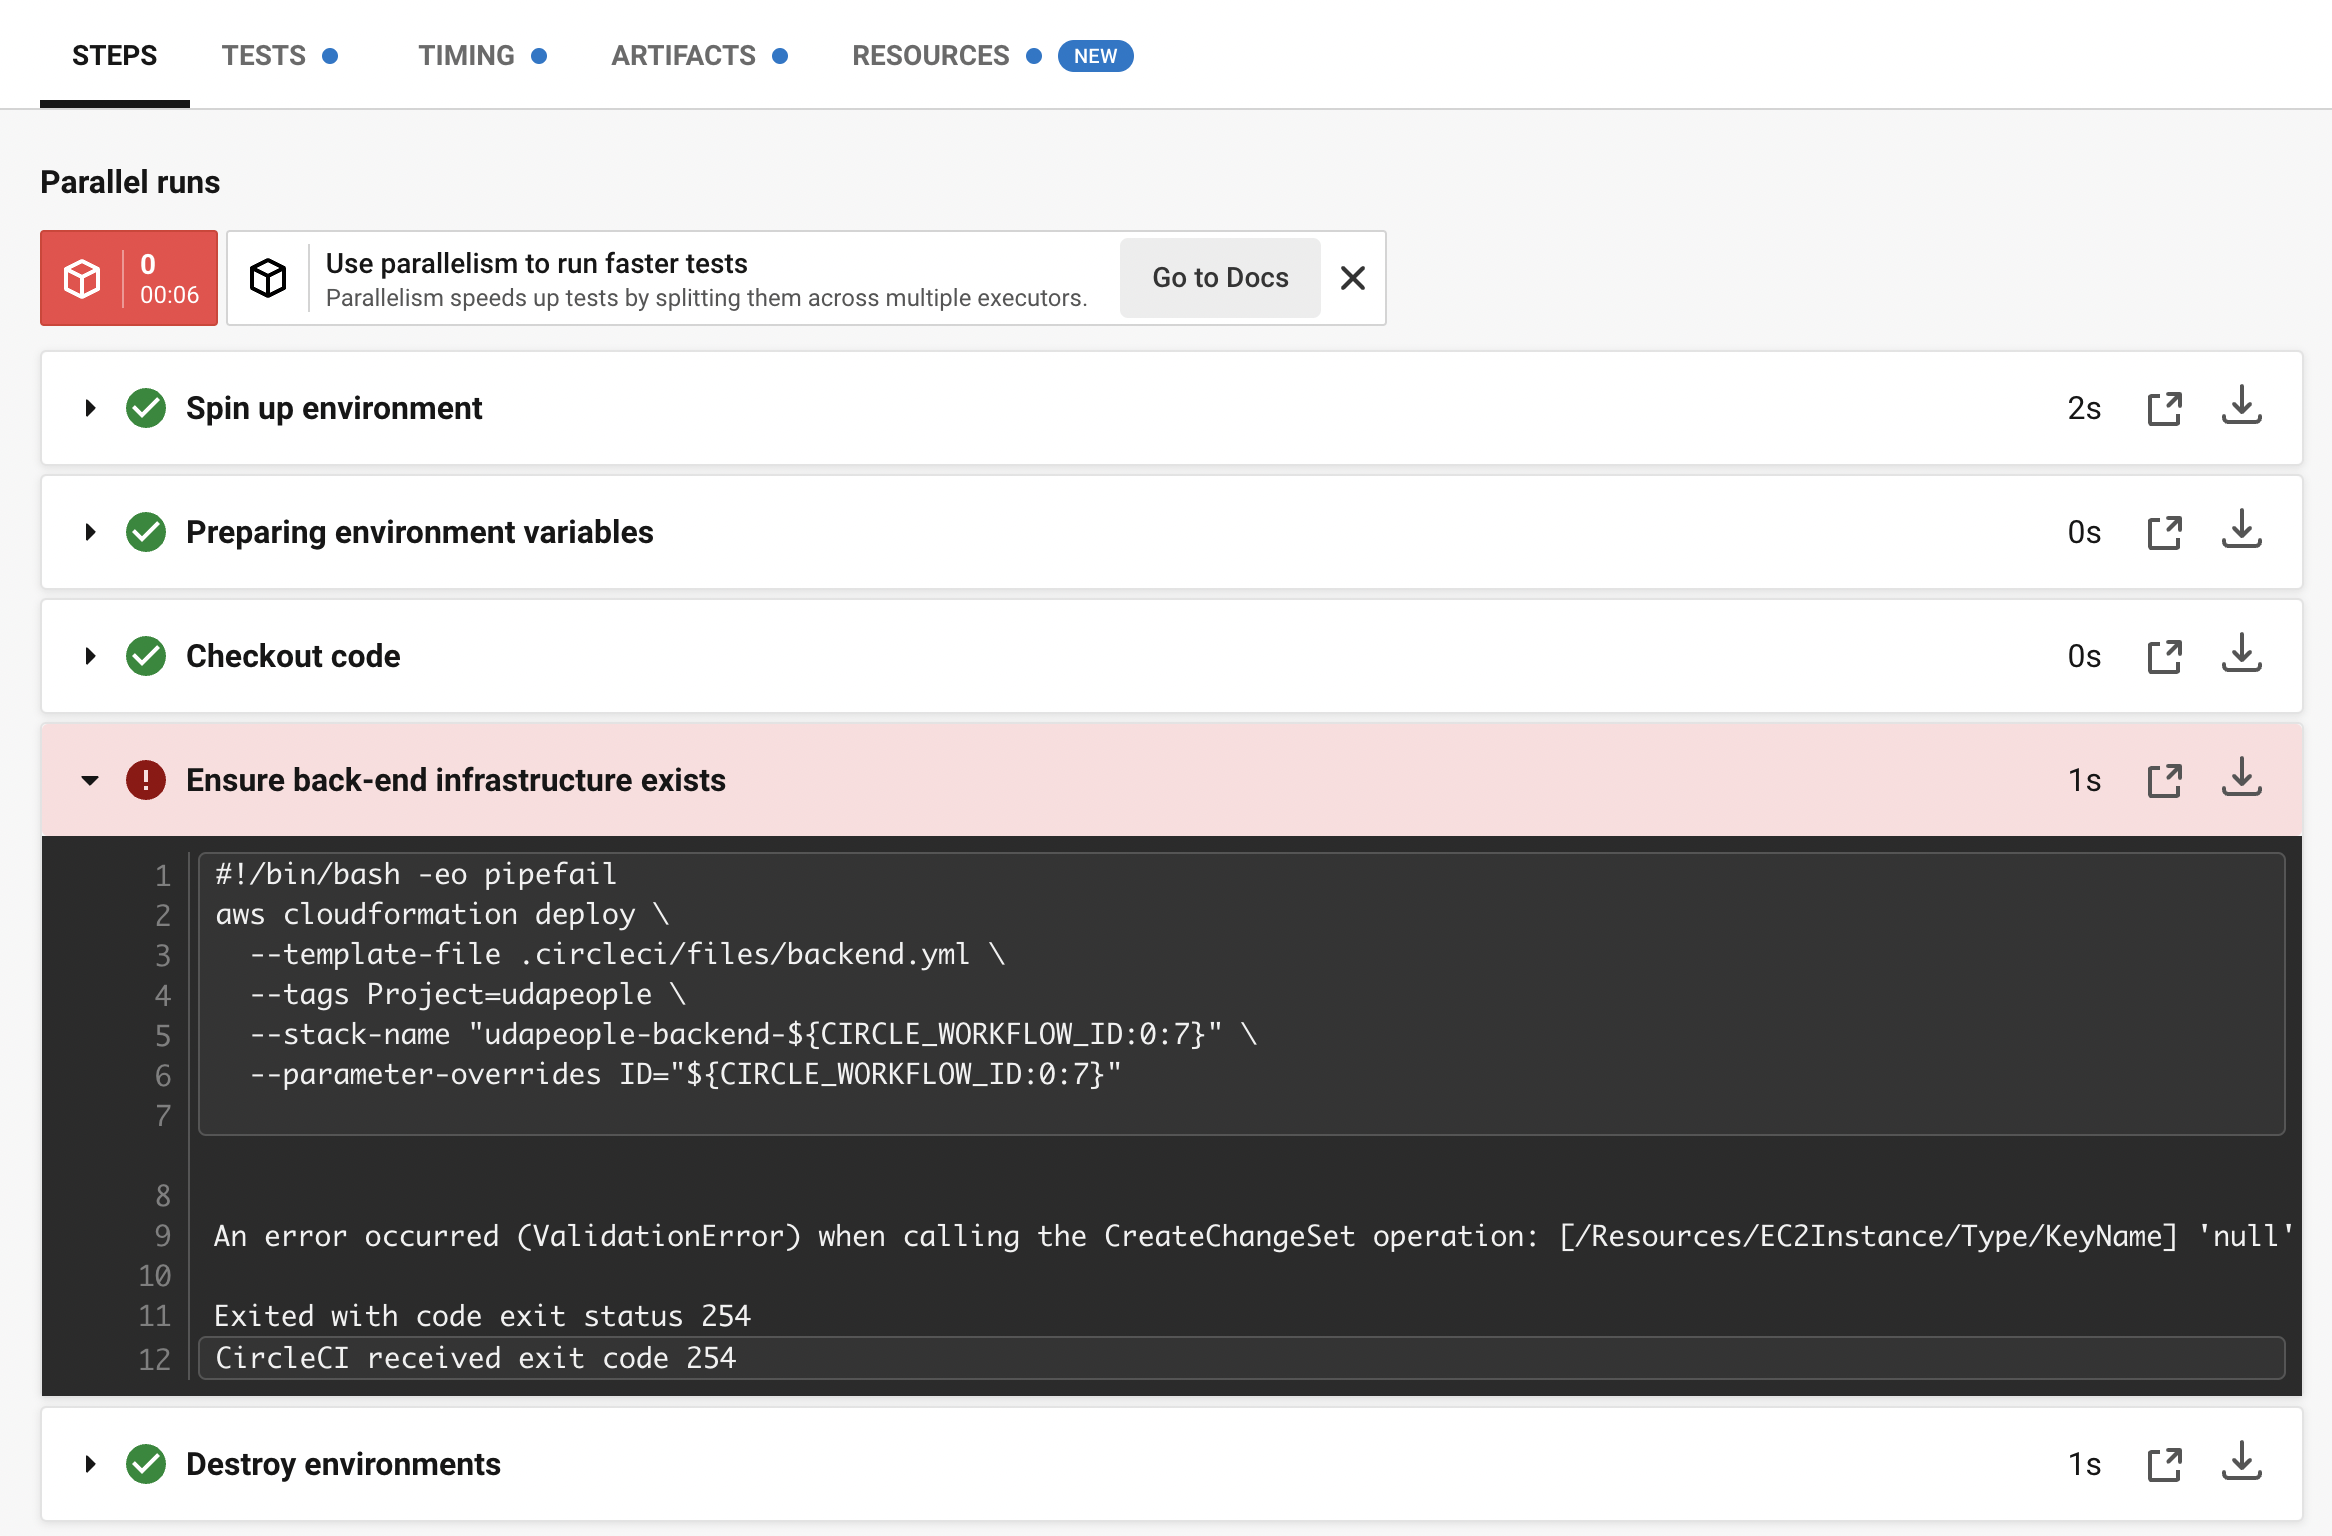 STEPS TESTS TIMING ARTIFACTS RESOURCES NEW
Parallel runs
0
00:06
Use parallelism to run faster tests
Parallelism speeds up tests by splitting them across multiple executors.
Go to Docs
Spin up environment 2s
Preparing environment variables 0s
Checkout code 0s
Ensure back-end infrastructure exists 1s
1 #!/bin/bash -eo pipefail
2 aws cloudformation deploy \
3   --template-file .circleci/files/backend.yml \
4   --tags Project=udapeople \
5   --stack-name "udapeople-backend-${CIRCLE_WORKFLOW_ID:0:7}" \
6   --parameter-overrides ID="${CIRCLE_WORKFLOW_ID:0:7}"
7
8
9 An error occurred (ValidationError) when calling the CreateChangeSet operation: [/Resources/EC2Instance/Type/KeyName] 'null'
10
11 Exited with code exit status 254
12 CircleCI received exit code 254
Destroy environments 1s